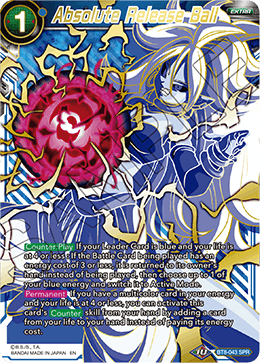 1
Absolute Release Ball
EXTRA
Counter:Play If your Leader Card is blue and your life is
at 4 or less: If the Battle Card being played has an
energy cost of 3 or less, it is returned to its owner's
hand instead of being played, then choose up to 1 of
your blue energy and switch it to Active Mode.
Permanent If you have a multicolor card in your energy
and your life is at 4 or less, you can activate this
card's Counter skill from your hand by adding a card
from your life to your hand instead of paying its energy
cost.
©B.S./S., T.A.
BANDAI MADE IN JAPAN EN
BT8-043 SPR